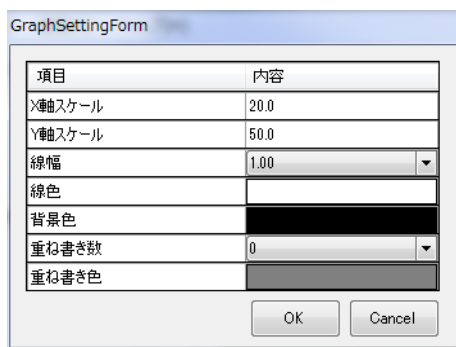 GraphSettingForm
項目 内容
X軸スケール 20.0
Y軸スケール 50.0
線幅 1.00
線色
背景色
重ね書き数 0
重ね書き色
OK Cancel